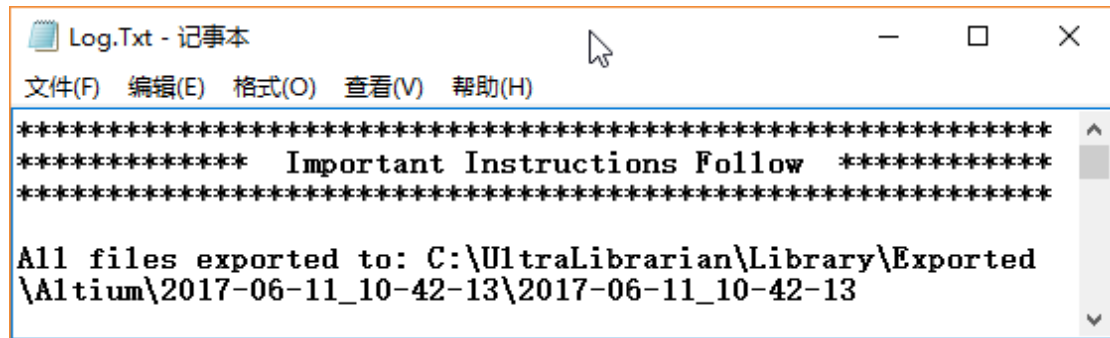 Log.Txt - 记事本
文件(F) 编辑(E) 格式(O) 查看(V) 帮助(H)
**********************************************************
************* Important Instructions Follow ************
**********************************************************
All files exported to: C:\UltraLibrarian\Library\Exported
\Altium\2017-06-11_10-42-13\2017-06-11_10-42-13